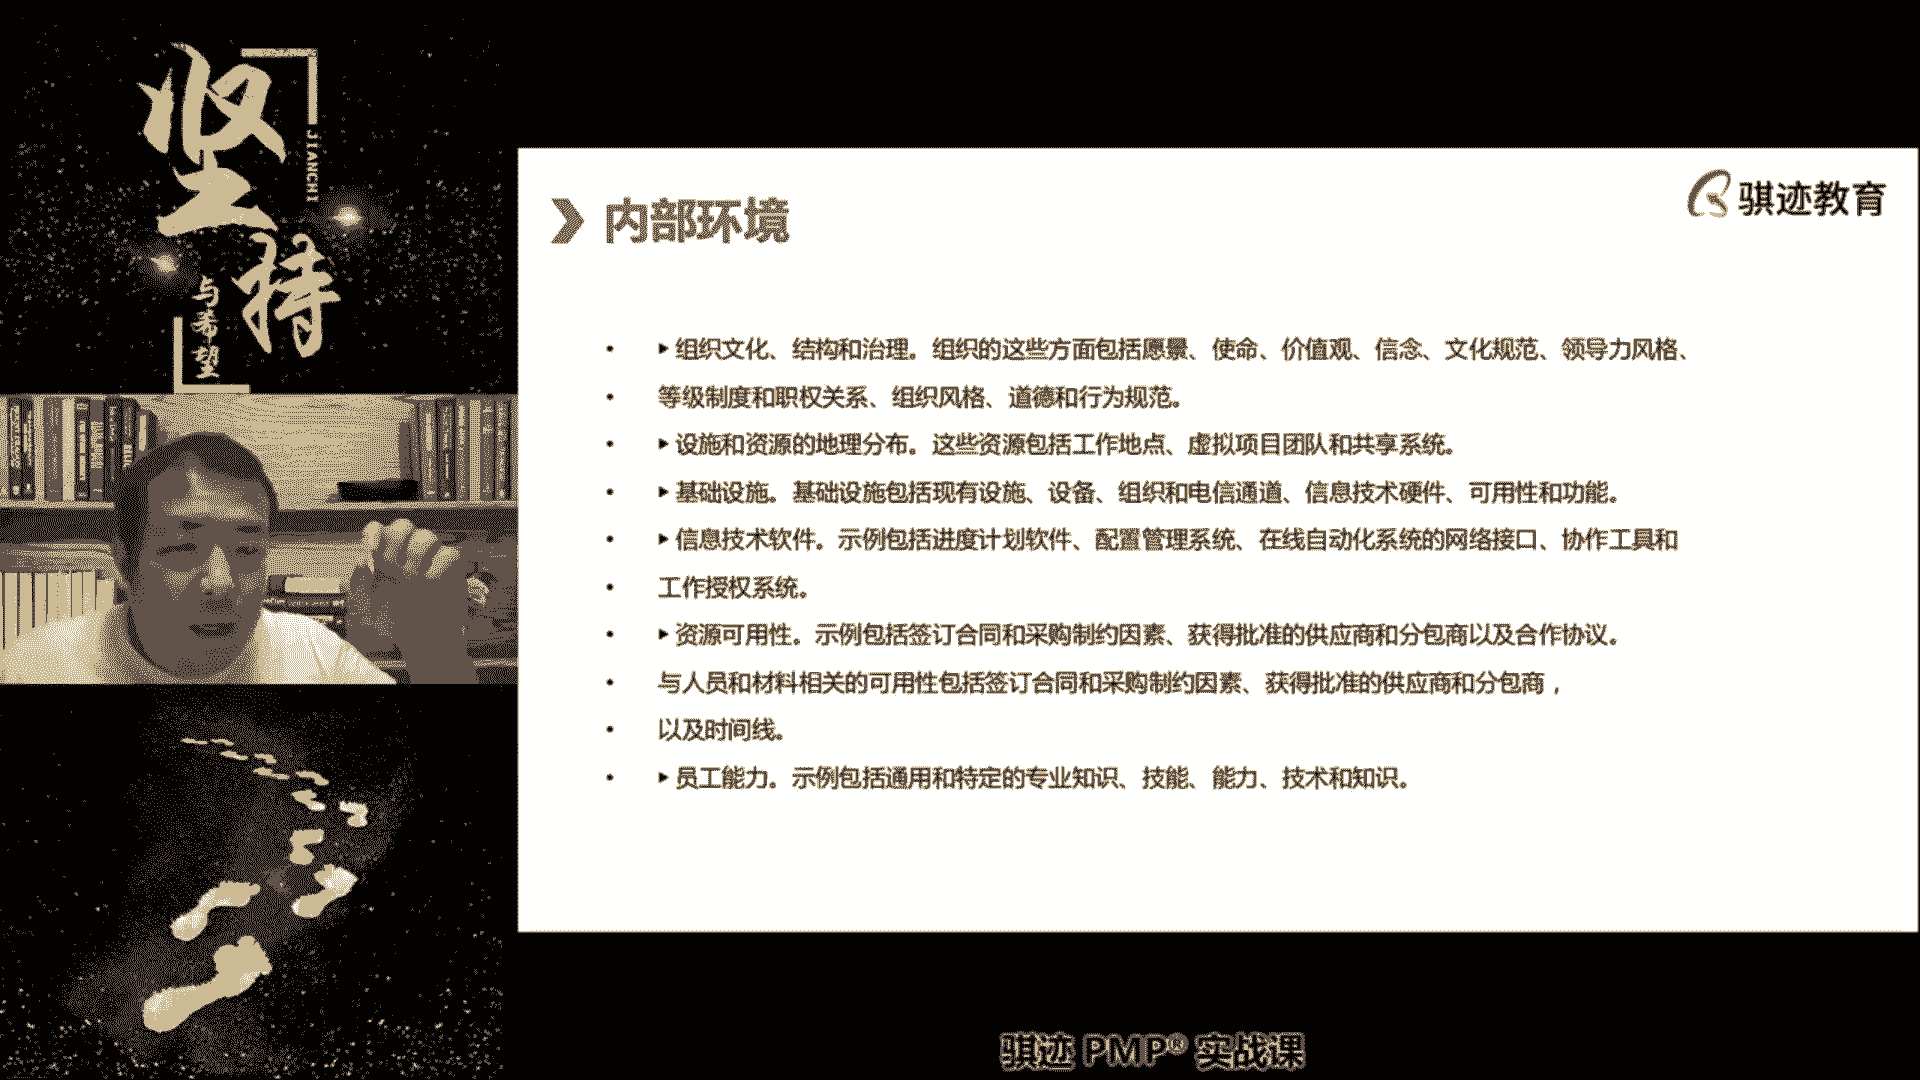 坚持
JIANCHI
与希望
内部环境
骐迹教育
• ▸组织文化、结构和治理。组织的这些方面包括愿景、使命、价值观、信念、文化规范、领导力风格、
• 等级制度和职权关系、组织风格、道德和行为规范。
• ▸设施和资源的地理分布。这些资源包括工作地点、虚拟项目团队和共享系统。
• ▸基础设施。基础设施包括现有设施、设备、组织和电信通道、信息技术硬件、可用性和功能。
• ▸信息技术软件。示例包括进度计划软件、配置管理系统、在线自动化系统的网络接口、协作工具和
• 工作授权系统。
• ▸资源可用性。示例包括签订合同和采购制约因素、获得批准的供应商和分包商以及合作协议。
• 与人员和材料相关的可用性包括签订合同和采购制约因素、获得批准的供应商和分包商，
• 以及时间线。
• ▸员工能力。示例包括通用和特定的专业知识、技能、能力、技术和知识。
骐迹 PMP® 实战课